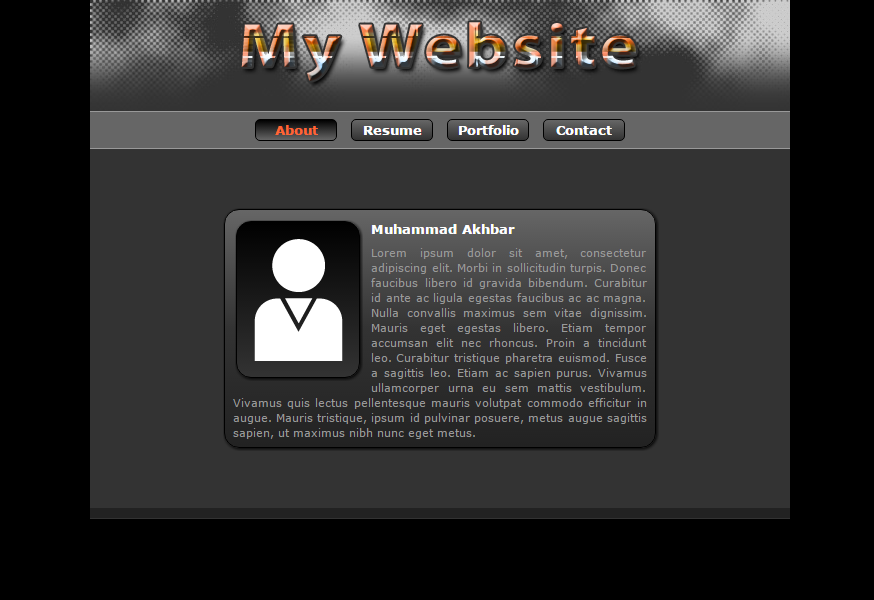 My Website
About Resume Portfolio Contact
Muhammad Akhbar
Lorem ipsum dolor sit amet, consectetur
adipiscing elit. Morbi in sollicitudin turpis. Donec
faucibus libero id gravida bibendum. Curabitur
id ante ac ligula egestas faucibus ac ac magna.
Nulla convallis maximus sem vitae dignissim.
Mauris eget egestas libero. Etiam tempor
accumsan elit nec rhoncus. Proin a tincidunt
leo. Curabitur tristique pharetra euismod. Fusce
a sagittis leo. Etiam ac sapien purus. Vivamus
ullamcorper urna eu sem mattis vestibulum.
Vivamus quis lectus pellentesque mauris volutpat commodo efficitur in
augue. Mauris tristique, ipsum id pulvinar posuere, metus augue sagittis
sapien, ut maximus nibh nunc eget metus.